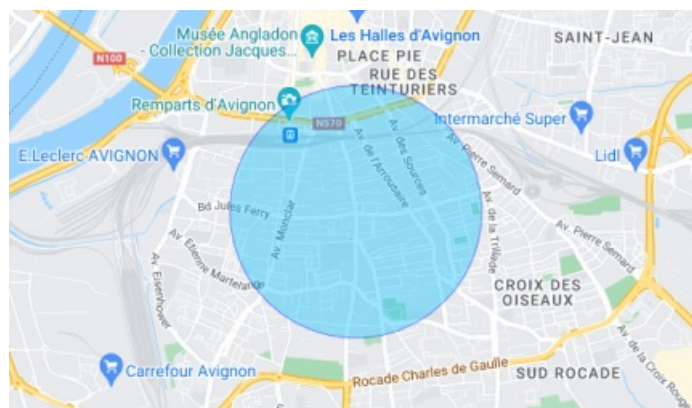 Musée Angladon
- Collection Jacques...
Les Halles d'Avignon
SAINT-JEAN
PLACE PIE
N100
RUE DES
TEINTURIERS
Remparts d'Avignon
N570
Intermarché Super
E.Leclerc AVIGNON
Lidl
Av. des Sources
Av. de l'Arrousaire
Av. Pierre Semard
Bd Jules Ferry
Av. Monclar
Av. de la Trillade
Av. Pierre Semard
Av. Etienne Martelange
Av. Eisenhower
CROIX DES
OISEAUX
Av. de la Croix Rouge
Carrefour Avignon
Rocade Charles de Gaulle
SUD ROCADE